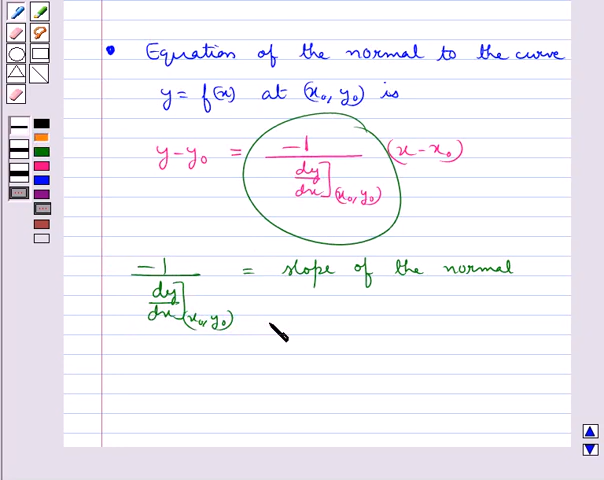 • Equation of the normal to the curve
y = f(x) at (x₀, y₀) is
y - y₀ = -1 / dy/dx](x₀, y₀) (x - x₀)
-1 / dy/dx](x₀, y₀) = slope of the normal